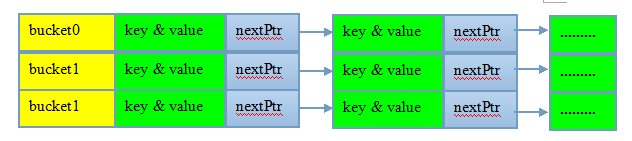 bucket0 key & value nextPtr key & value nextPtr .........
bucket1 key & value nextPtr key & value nextPtr .........
bucket1 key & value nextPtr key & value nextPtr .........